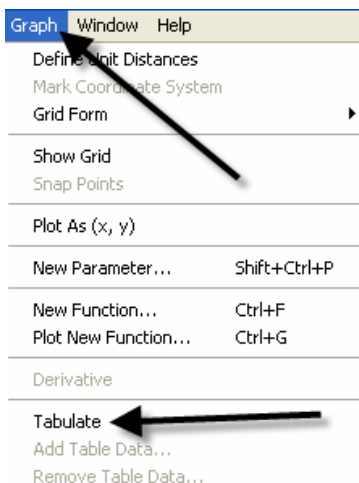 Graph Window Help
Define Unit Distances
Mark Coordinate System
Grid Form
Show Grid
Snap Points
Plot As (x, y)
New Parameter... Shift+Ctrl+P
New Function... Ctrl+F
Plot New Function... Ctrl+G
Derivative
Tabulate
Add Table Data...
Remove Table Data...